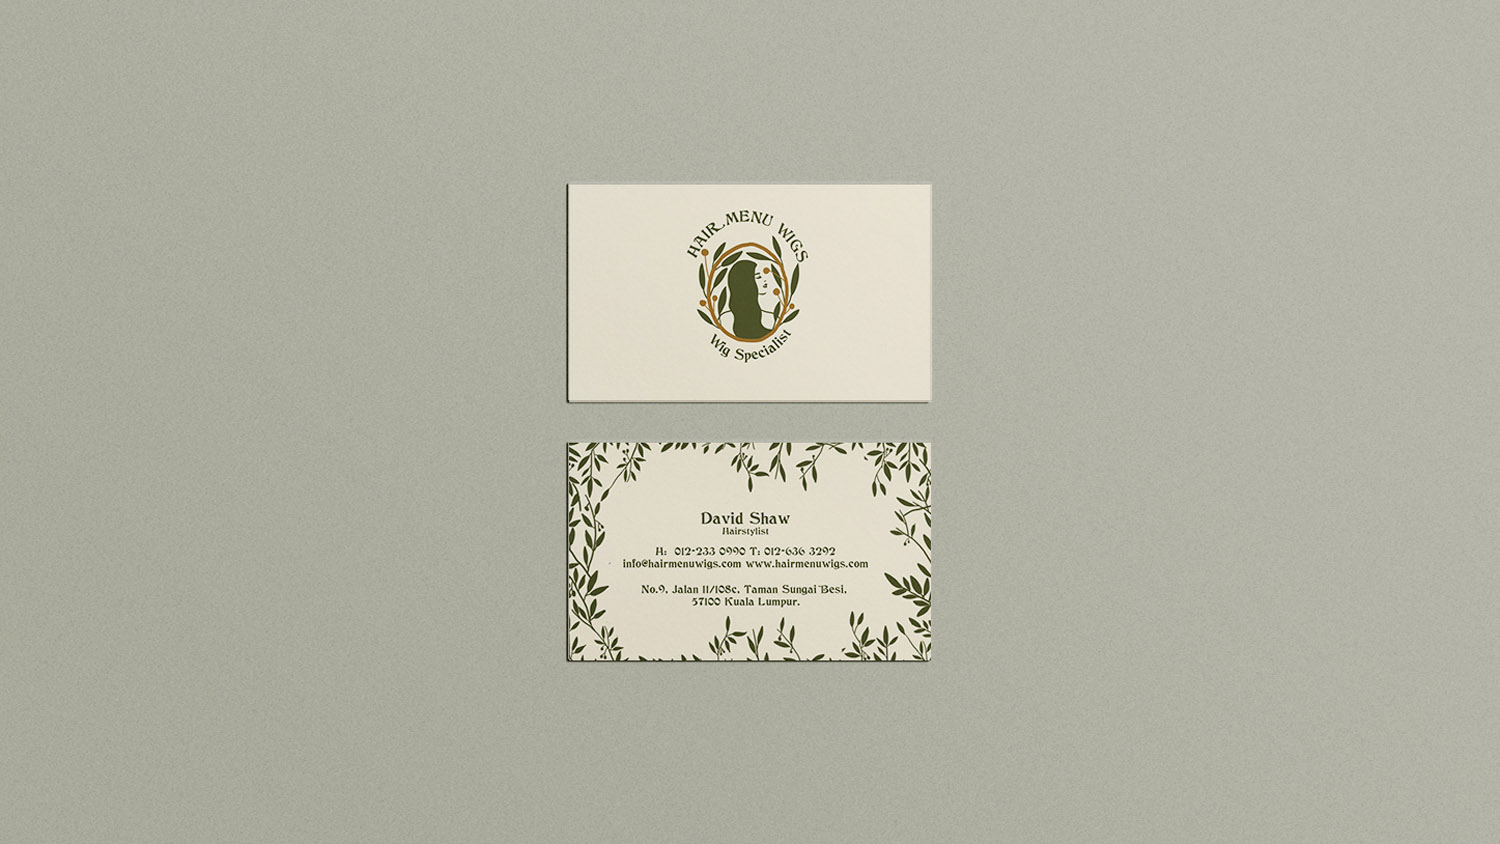 HAIR MENU WIGS
Wig Specialist
David Shaw
Hairstylist
H: 012-233 0990 T: 012-636 3292
info@hairmenuwigs.com www.hairmenuwigs.com
No.9, Jalan 11/108c, Taman Sungai Besi,
57100 Kuala Lumpur.